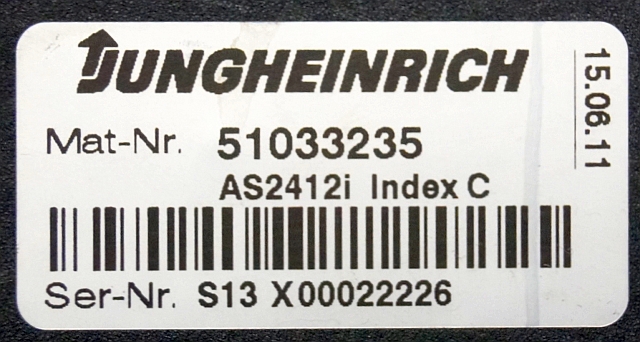 JUNGHEINRICH
15.06.11
Mat-Nr. 51033235
AS2412i Index C
Ser-Nr. S13 X00022226